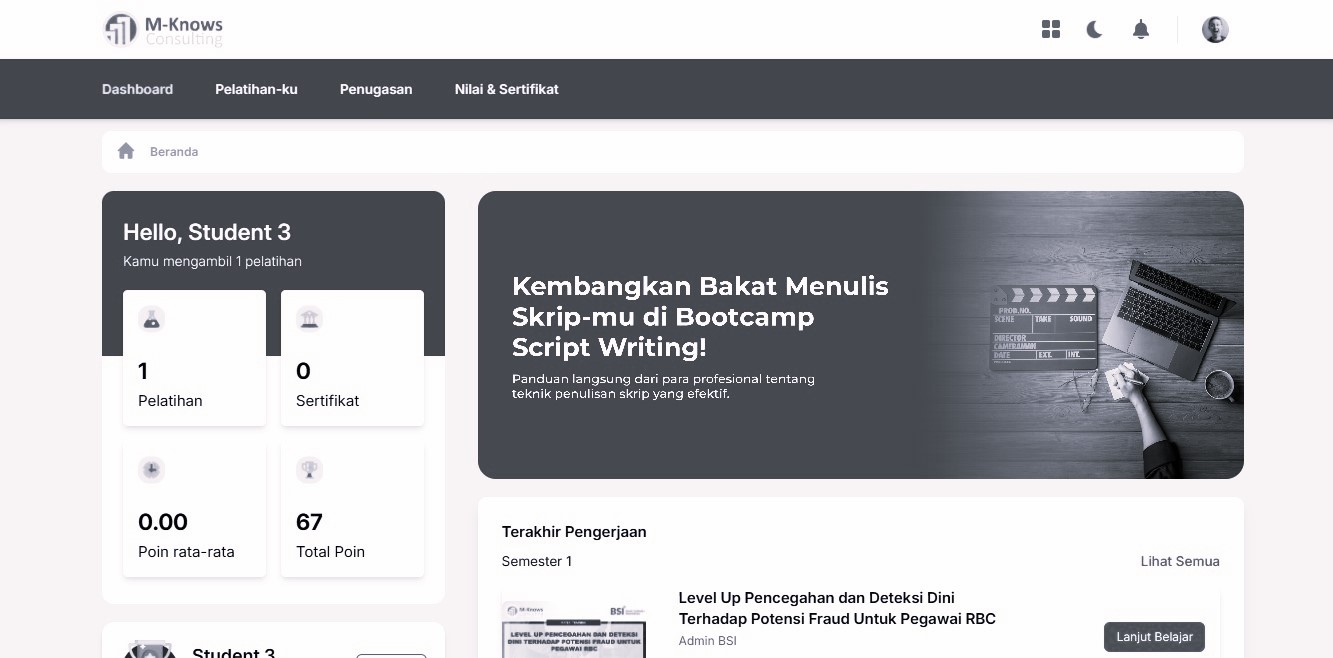 M-Knows
Consulting
Dashboard
Pelatihan-ku
Penugasan
Nilai & Sertifikat
Beranda
Hello, Student 3
Kamu mengambil 1 pelatihan
1
Pelatihan
0
Sertifikat
0.00
Poin rata-rata
67
Total Poin
Student 3
Kembangkan Bakat Menulis
Skrip-mu di Bootcamp
Script Writing!
Panduan langsung dari para profesional tentang
teknik penulisan skrip yang efektif.
PROD.NO.
SCENE TAKE SOUND
DIRECTOR
CAMERAMAN
DATE EXT. INT.
Terakhir Pengerjaan
Semester 1
Lihat Semua
M-Knows
BSI
LEVEL UP PENCEGAHAN DAN DETEKSI
DINI TERHADAP POTENSI FRAUD UNTUK
PEGAWAI RBC
Level Up Pencegahan dan Deteksi Dini
Terhadap Potensi Fraud Untuk Pegawai RBC
Admin BSI
Lanjut Belajar